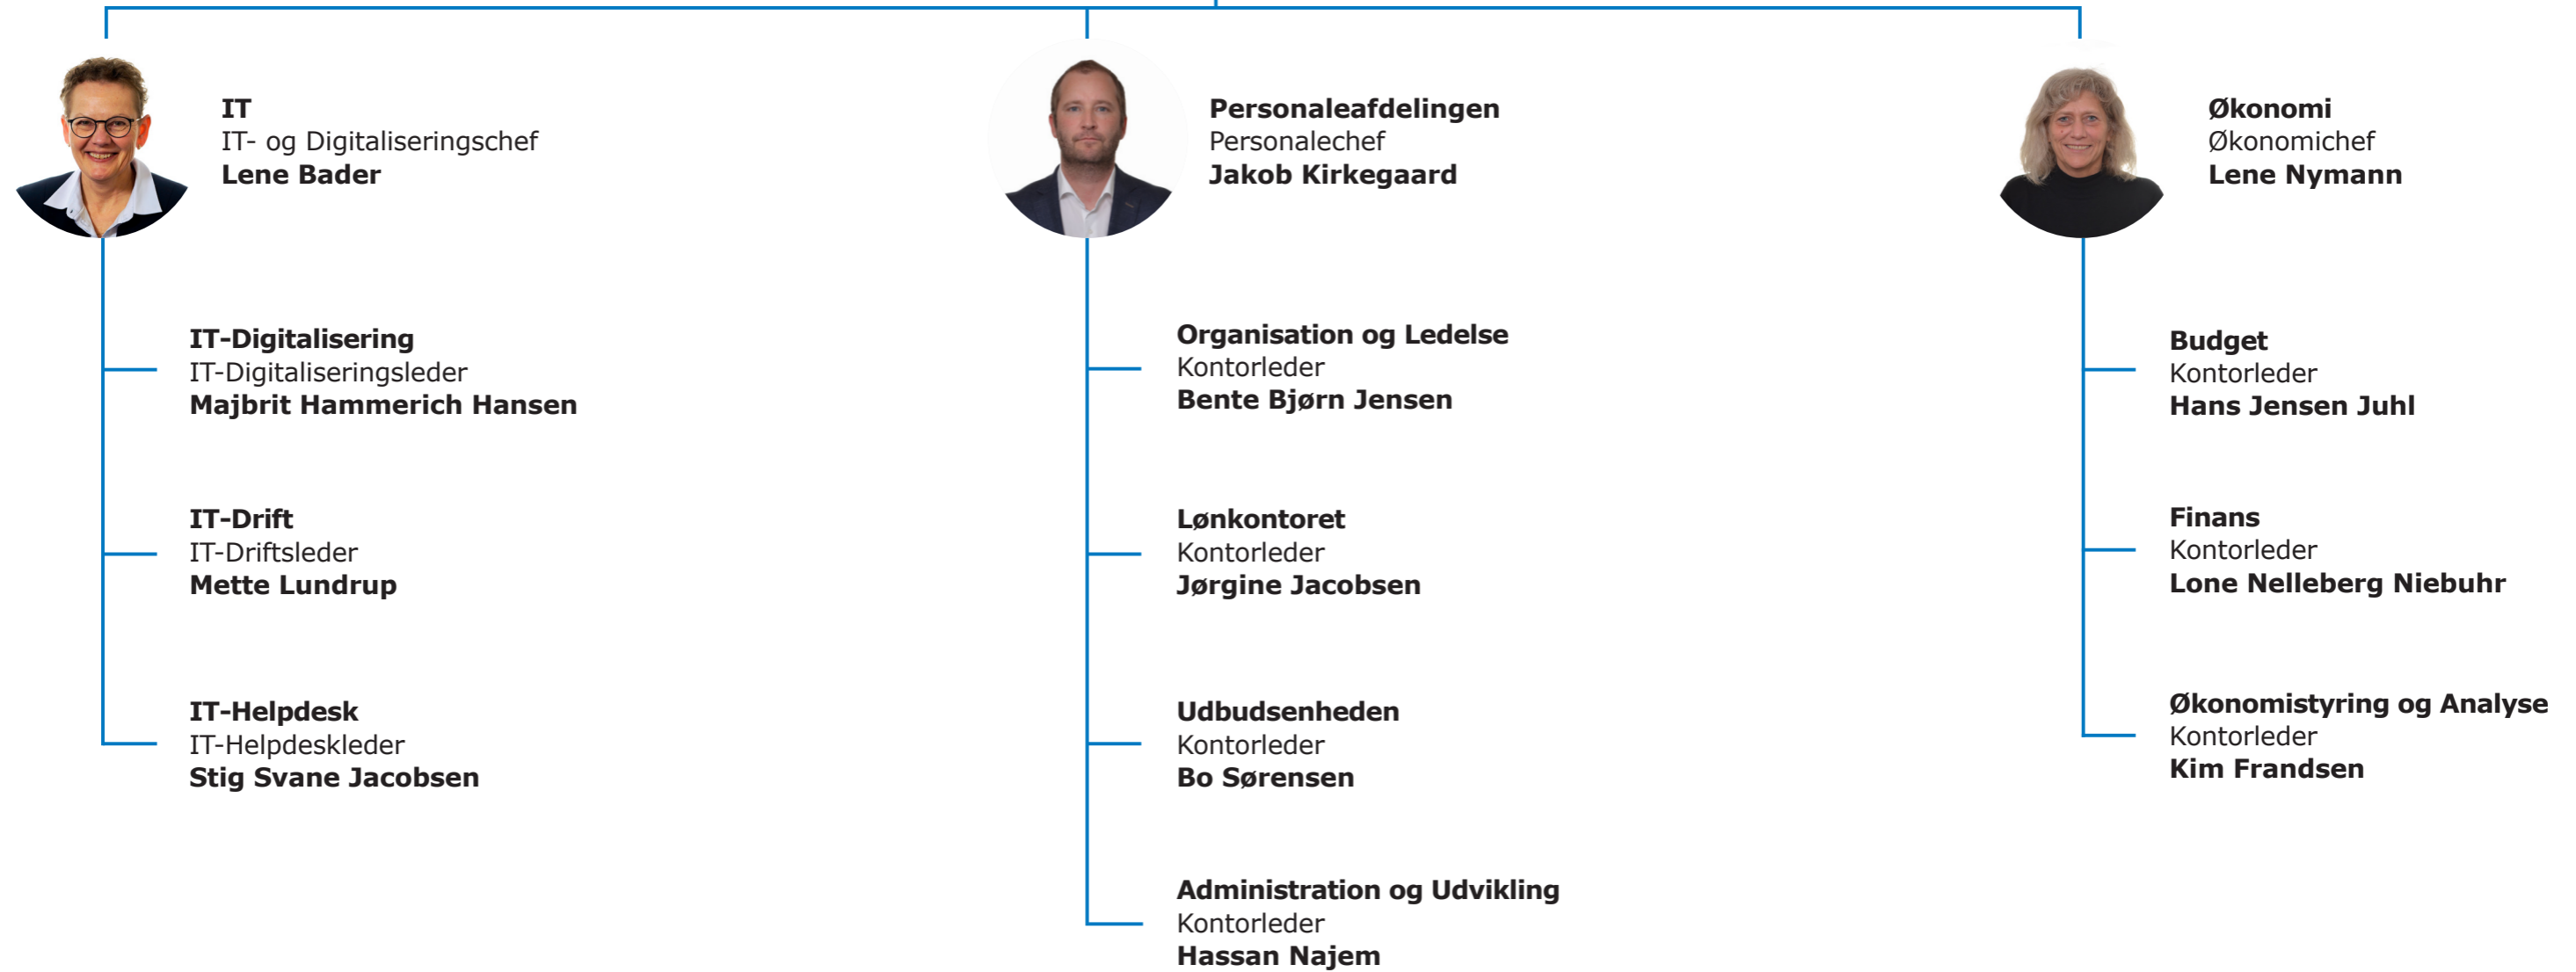 IT
IT- og Digitaliseringschef
Lene Bader
IT-Digitalisering
IT-Digitaliseringsleder
Majbrit Hammerich Hansen
IT-Drift
IT-Driftsleder
Mette Lundrup
IT-Helpdesk
IT-Helpdeskleder
Stig Svane Jacobsen
Personaleafdelingen
Personalechef
Jakob Kirkegaard
Organisation og Ledelse
Kontorleder
Bente Bjørn Jensen
Lønkontoret
Kontorleder
Jørgine Jacobsen
Udbudsenheden
Kontorleder
Bo Sørensen
Administration og Udvikling
Kontorleder
Hassan Najem
Økonomi
Økonomichef
Lene Nymann
Budget
Kontorleder
Hans Jensen Juhl
Finans
Kontorleder
Lone Nelleberg Niebuhr
Økonomistyring og Analyse
Kontorleder
Kim Frandsen